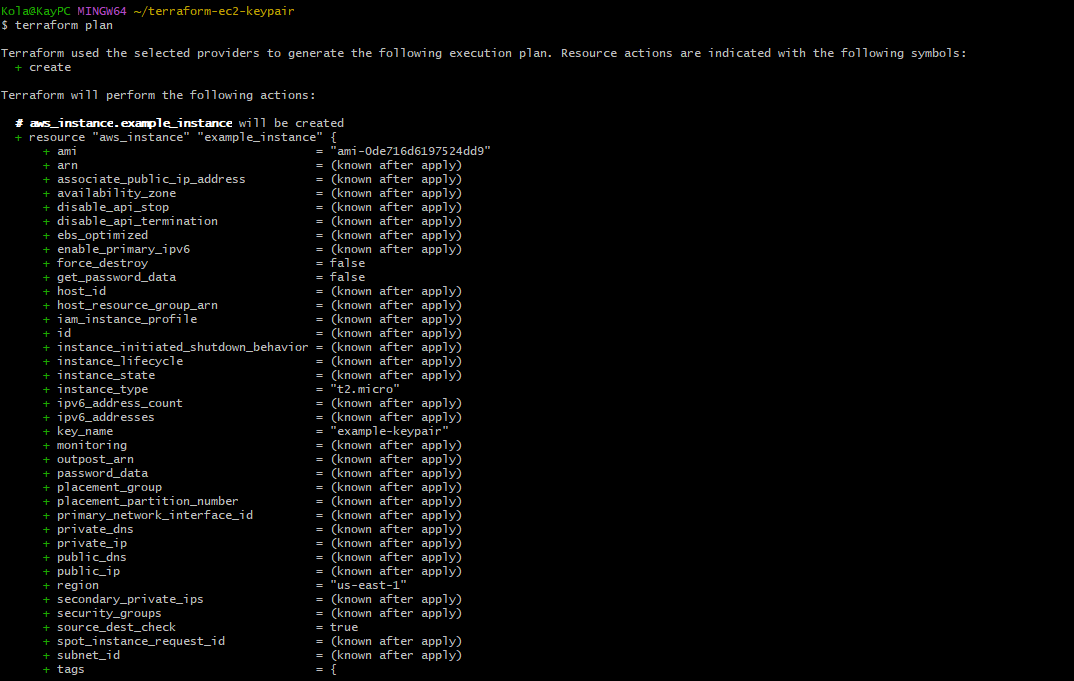 Kola@KayPC MINGW64 ~/terraform-ec2-keypair
$ terraform plan

Terraform used the selected providers to generate the following execution plan. Resource actions are indicated with the following symbols:
  + create

Terraform will perform the following actions:

  # aws_instance.example_instance will be created
  + resource "aws_instance" "example_instance" {
      + ami                                  = "ami-0de716d6197524dd9"
      + arn                                  = (known after apply)
      + associate_public_ip_address          = (known after apply)
      + availability_zone                    = (known after apply)
      + disable_api_stop                     = (known after apply)
      + disable_api_termination              = (known after apply)
      + ebs_optimized                        = (known after apply)
      + enable_primary_ipv6                  = (known after apply)
      + force_destroy                        = false
      + get_password_data                    = false
      + host_id                              = (known after apply)
      + host_resource_group_arn              = (known after apply)
      + iam_instance_profile                 = (known after apply)
      + id                                   = (known after apply)
      + instance_initiated_shutdown_behavior = (known after apply)
      + instance_lifecycle                   = (known after apply)
      + instance_state                       = (known after apply)
      + instance_type                        = "t2.micro"
      + ipv6_address_count                   = (known after apply)
      + ipv6_addresses                       = (known after apply)
      + key_name                             = "example-keypair"
      + monitoring                           = (known after apply)
      + outpost_arn                          = (known after apply)
      + password_data                        = (known after apply)
      + placement_group                      = (known after apply)
      + placement_partition_number           = (known after apply)
      + primary_network_interface_id         = (known after apply)
      + private_dns                          = (known after apply)
      + private_ip                           = (known after apply)
      + public_dns                           = (known after apply)
      + public_ip                            = (known after apply)
      + region                               = "us-east-1"
      + secondary_private_ips                = (known after apply)
      + security_groups                      = (known after apply)
      + source_dest_check                    = true
      + spot_instance_request_id             = (known after apply)
      + subnet_id                            = (known after apply)
      + tags                                 = {